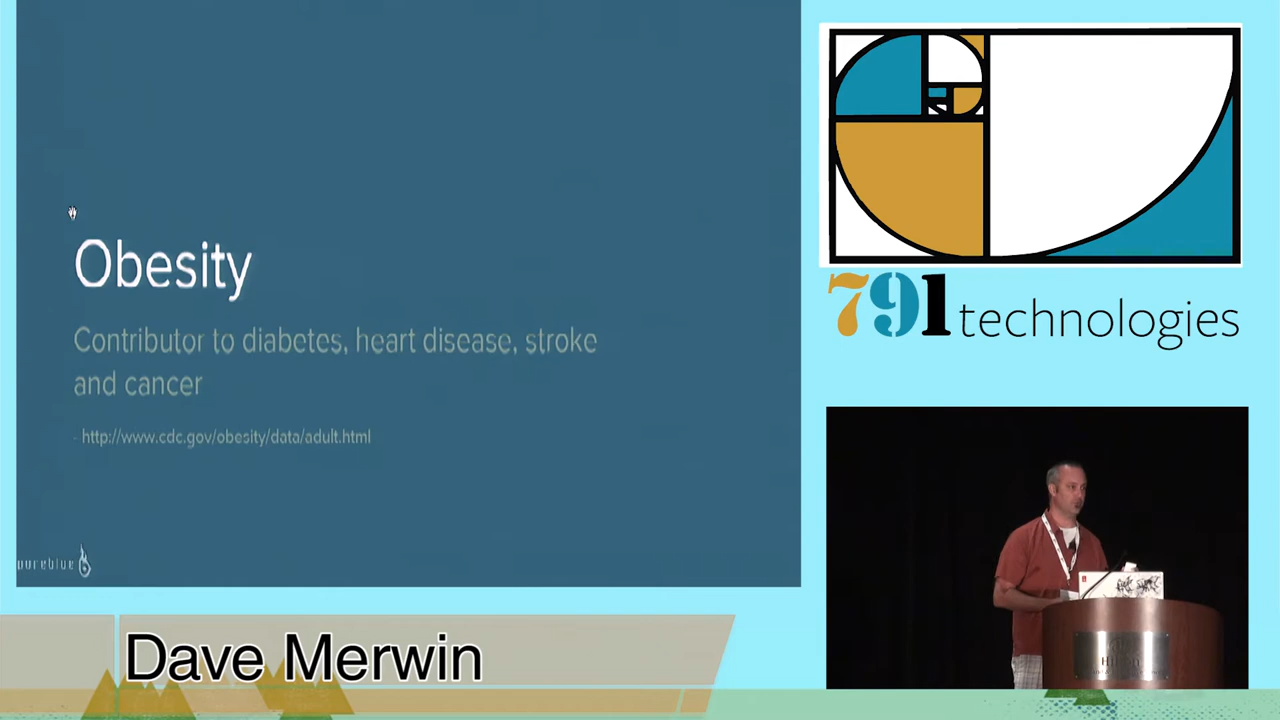 Obesity
Contributor to diabetes, heart disease, stroke
and cancer
- http://www.cdc.gov/obesity/data/adult.html
pureblue
Dave Merwin
791 technologies